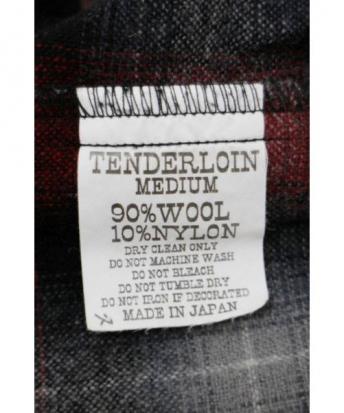 TENDERLOIN
MEDIUM
90%WOOL
10%NYLON
DRY CLEAN ONLY
DO NOT MACHINE WASH
DO NOT BLEACH
DO NOT TUMBLE DRY
DO NOT IRON IF DECORATED
MADE IN JAPAN